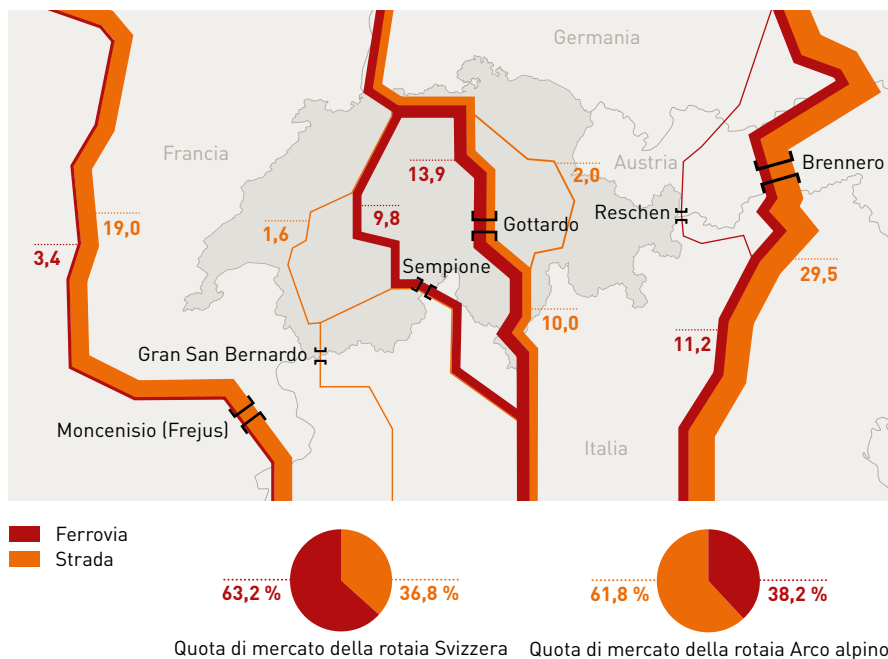 Germania
Francia
Austria
Brennero
13,9
2,0
9,8
Reschen
19,0
1,6
Gottardo
3,4
Sempione
29,5
10,0
11,2
Gran San Bernardo
Moncenisio (Frejus)
Italia
Ferrovia
Strada
63,2 %
36,8 %
61,8 %
38,2 %
Quota di mercato della rotaia Svizzera
Quota di mercato della rotaia Arco alpino